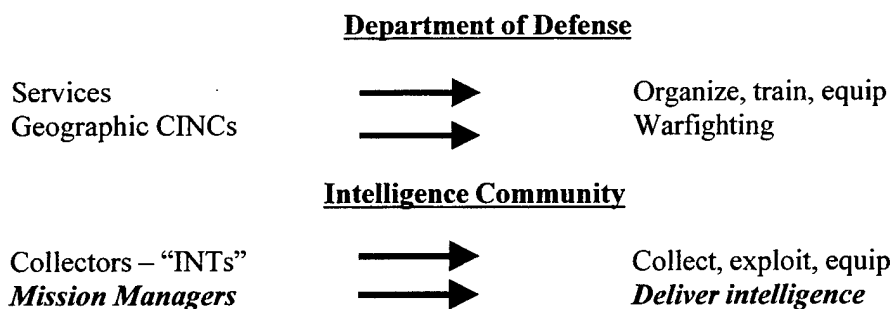 Department of Defense
Services Organize, train, equip
Geographic CINCs Warfighting
Intelligence Community
Collectors – “INTs” Collect, exploit, equip
Mission Managers Deliver intelligence